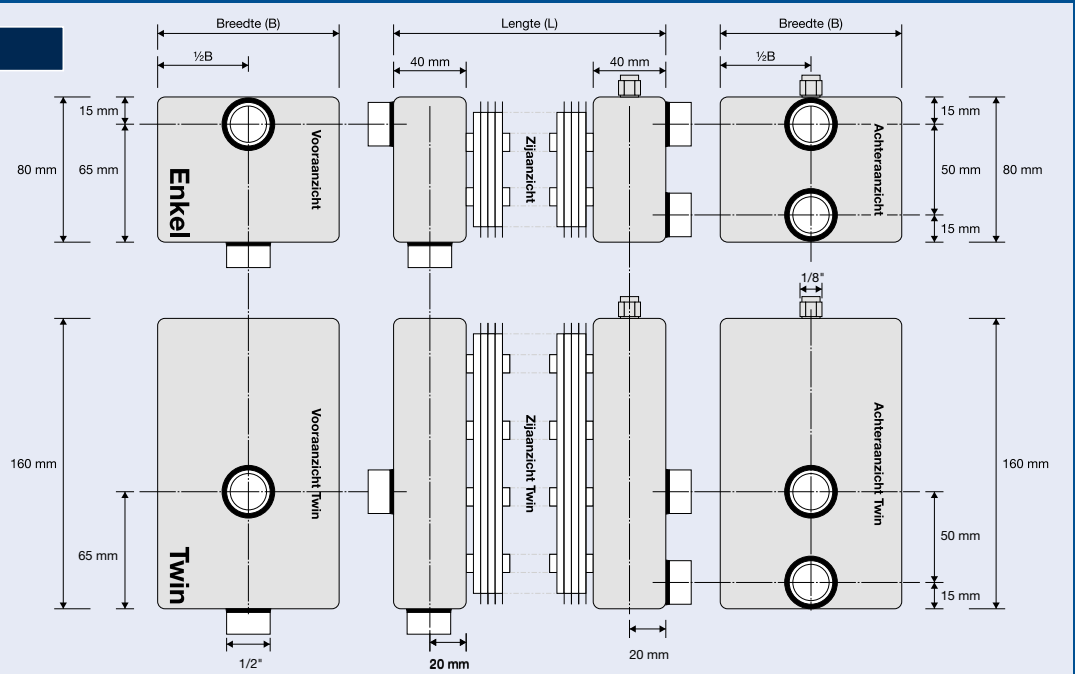 Breedte (B)
Lengte (L)
Breedte (B)
½B
40 mm
40 mm
½B
15 mm
65 mm
80 mm
Enkel
Vooraanzicht
Zijaanzicht
Achteraanzicht
15 mm
50 mm
80 mm
15 mm
1/8"
160 mm
65 mm
Twin
Vooraanzicht Twin
Zijaanzicht Twin
Achteraanzicht Twin
160 mm
50 mm
15 mm
1/2"
20 mm
20 mm